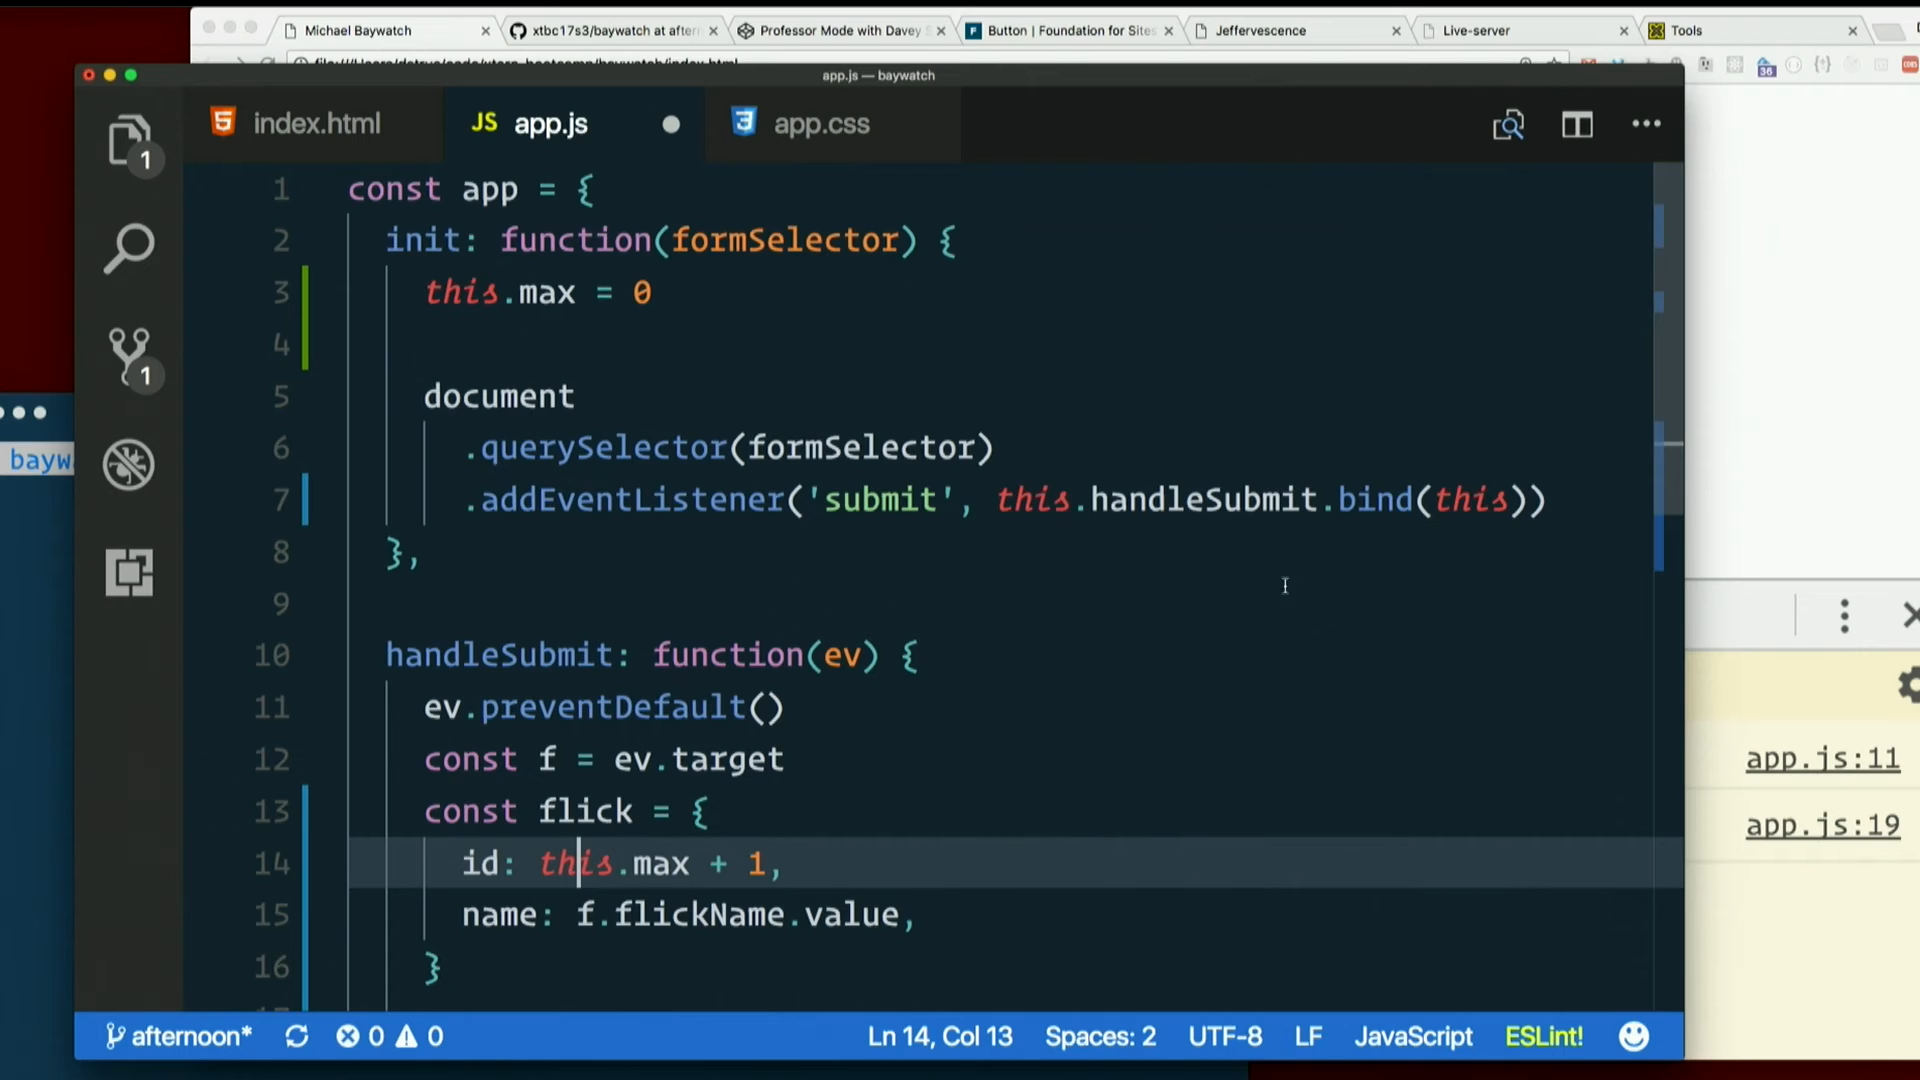 Michael Baywatch
xtbc17s3/baywatch at aftern
Professor Mode with Davey S
Button | Foundation for Sites
Jeffervescence
Live-server
Tools
36
app.js — baywatch
index.html
JS app.js
app.css
1
1
bayw
1 const app = {
2 init: function(formSelector) {
3 this.max = 0
4
5 document
6 .querySelector(formSelector)
7 .addEventListener('submit', this.handleSubmit.bind(this))
8 },
9
10 handleSubmit: function(ev) {
11 ev.preventDefault()
12 const f = ev.target
13 const flick = {
14 id: this.max + 1,
15 name: f.flickName.value,
16 }
app.js:11
app.js:19
afternoon* 0 0 Ln 14, Col 13 Spaces: 2 UTF-8 LF JavaScript ESLint!